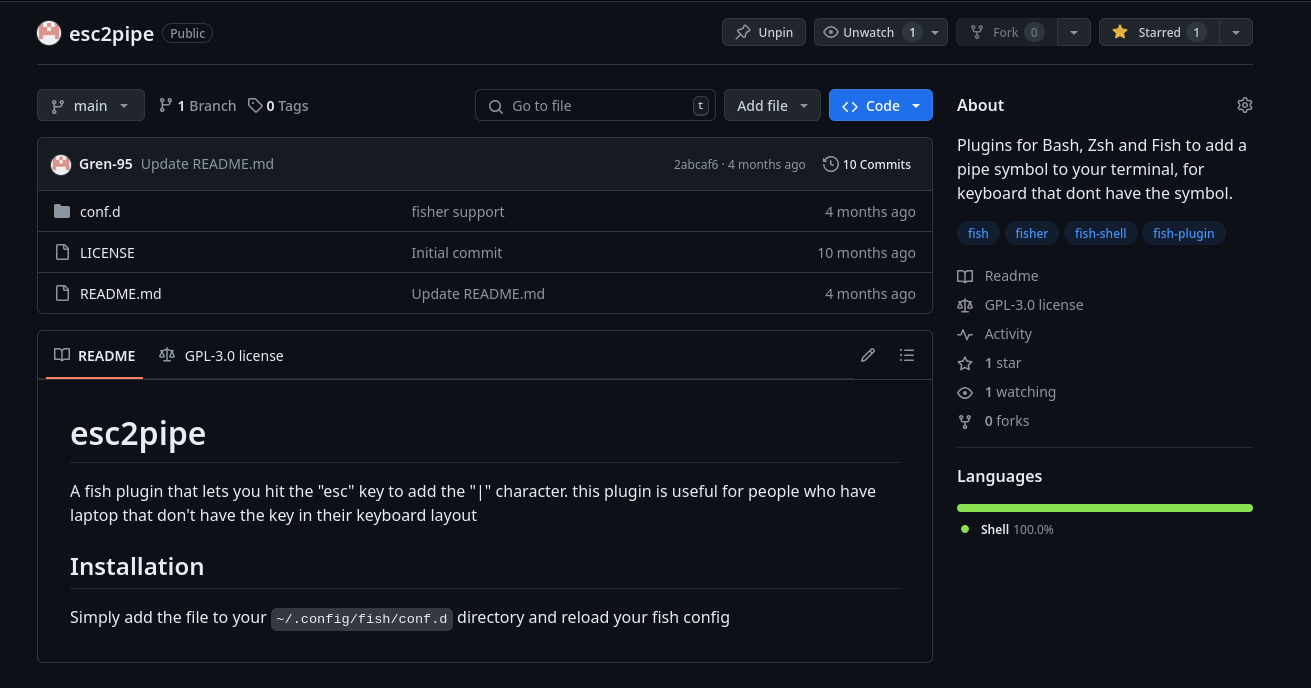 esc2pipe Public Unpin Unwatch 1 Fork 0 Starred 1
main 1 Branch 0 Tags Go to file t Add file Code
Gren-95 Update README.md 2abcaf6 · 4 months ago 10 Commits
conf.d fisher support 4 months ago
LICENSE Initial commit 10 months ago
README.md Update README.md 4 months ago
README GPL-3.0 license
esc2pipe
A fish plugin that lets you hit the "esc" key to add the "|" character. this plugin is useful for people who have
laptop that don't have the key in their keyboard layout
Installation
Simply add the file to your ~/.config/fish/conf.d directory and reload your fish config
About
Plugins for Bash, Zsh and Fish to add a
pipe symbol to your terminal, for
keyboard that dont have the symbol.
fish fisher fish-shell fish-plugin
Readme
GPL-3.0 license
Activity
1 star
1 watching
0 forks
Languages
Shell 100.0%